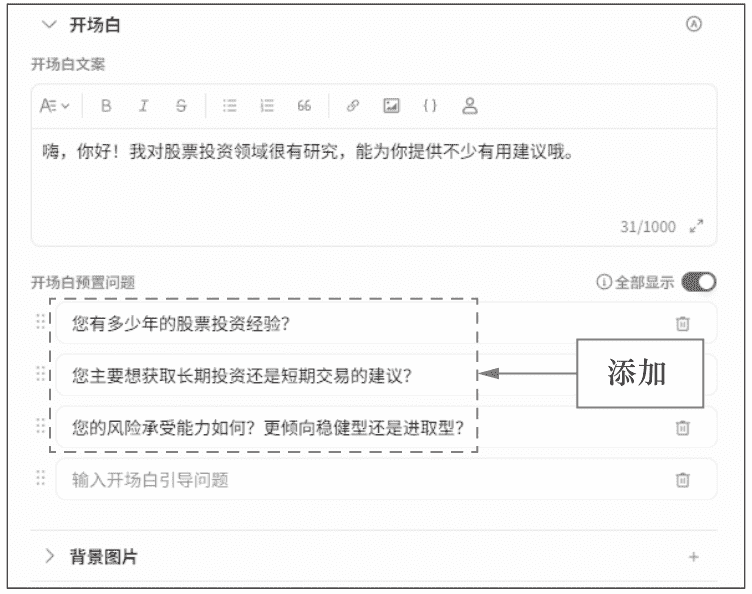 开场白
开场白文案
嗨，你好！我对股票投资领域很有研究，能为你提供不少有用建议哦。
31/1000
开场白预置问题
全部显示
您有多少年的股票投资经验？
您主要想获取长期投资还是短期交易的建议？
添加
您的风险承受能力如何？更倾向稳健型还是进取型？
输入开场白引导问题
背景图片